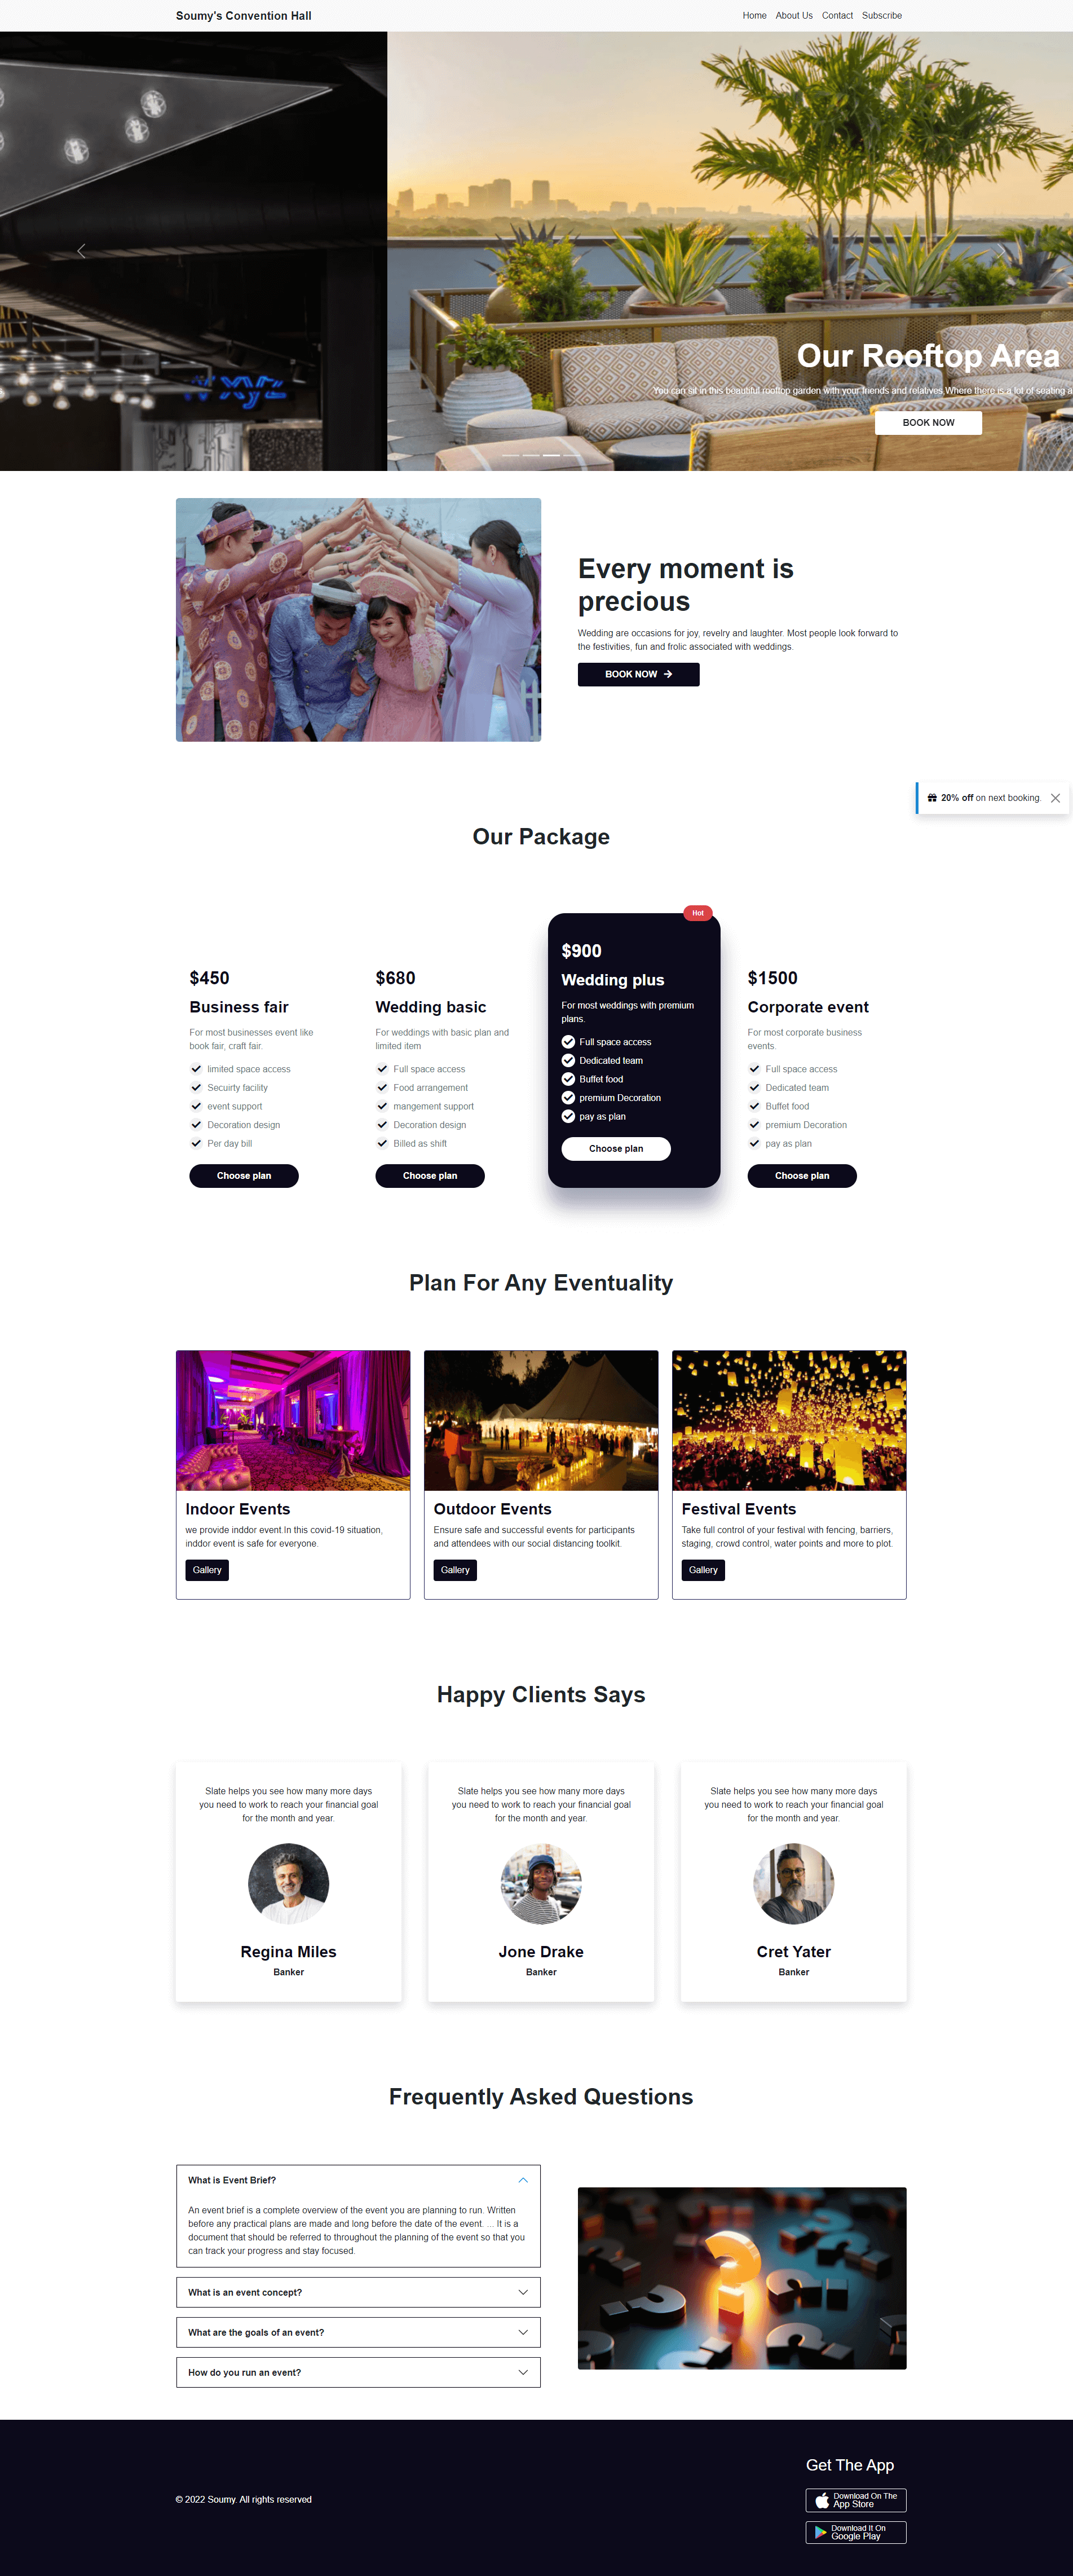 Soumy's Convention Hall
Home About Us Contact Subscribe
Our Rooftop Area
You can sit in this beautiful rooftop garden with your friends and relatives.Where there is a lot of seating a
BOOK NOW
Every moment is
precious
Wedding are occasions for joy, revelry and laughter. Most people look forward to
the festivities, fun and frolic associated with weddings.
BOOK NOW
20% off on next booking.
Our Package
$450
Business fair
For most businesses event like
book fair, craft fair.
limited space access
Secuirty facility
event support
Decoration design
Per day bill
Choose plan
$680
Wedding basic
For weddings with basic plan and
limited item
Full space access
Food arrangement
mangement support
Decoration design
Billed as shift
Choose plan
Hot
$900
Wedding plus
For most weddings with premium
plans.
Full space access
Dedicated team
Buffet food
premium Decoration
pay as plan
Choose plan
$1500
Corporate event
For most corporate business
events.
Full space access
Dedicated team
Buffet food
premium Decoration
pay as plan
Choose plan
Plan For Any Eventuality
Indoor Events
we provide inddor event.In this covid-19 situation,
inddor event is safe for everyone.
Gallery
Outdoor Events
Ensure safe and successful events for participants
and attendees with our social distancing toolkit.
Gallery
Festival Events
Take full control of your festival with fencing, barriers,
staging, crowd control, water points and more to plot.
Gallery
Happy Clients Says
Slate helps you see how many more days
you need to work to reach your financial goal
for the month and year.
Regina Miles
Banker
Slate helps you see how many more days
you need to work to reach your financial goal
for the month and year.
Jone Drake
Banker
Slate helps you see how many more days
you need to work to reach your financial goal
for the month and year.
Cret Yater
Banker
Frequently Asked Questions
What is Event Brief?
An event brief is a complete overview of the event you are planning to run. Written
before any practical plans are made and long before the date of the event. ... It is a
document that should be referred to throughout the planning of the event so that you
can track your progress and stay focused.
What is an event concept?
What are the goals of an event?
How do you run an event?
© 2022 Soumy. All rights reserved
Get The App
Download On The
App Store
Download It On
Google Play